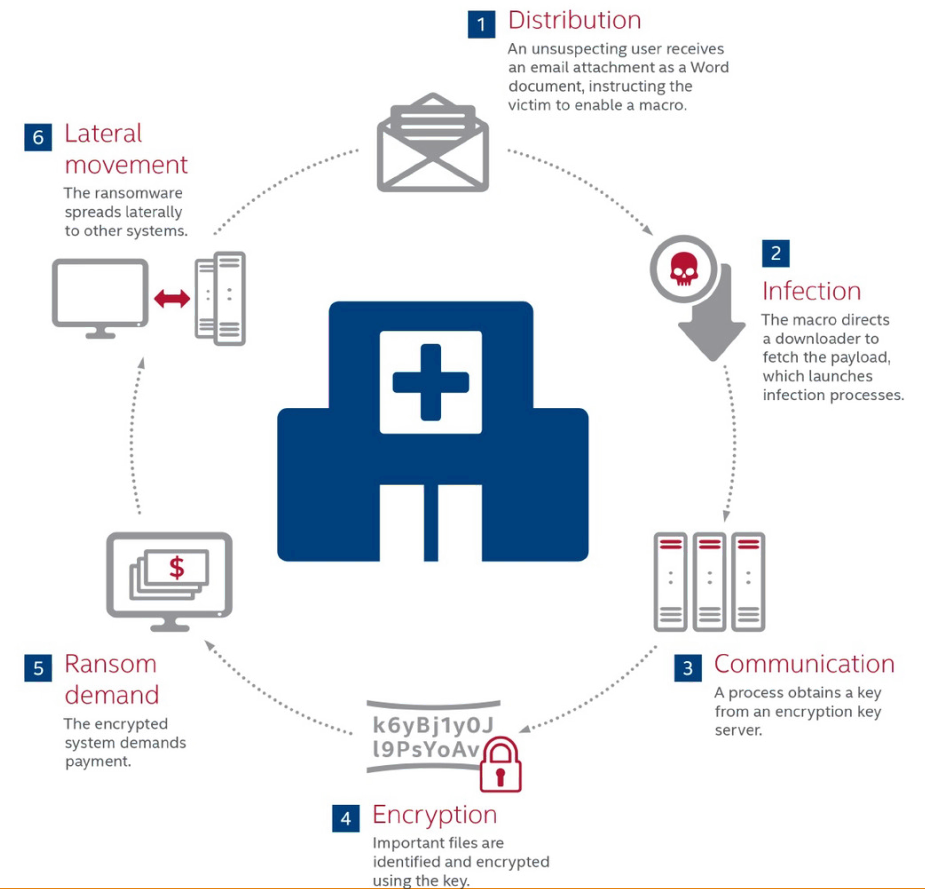 1 Distribution
An unsuspecting user receives
an email attachment as a Word
document, instructing the
victim to enable a macro.
2
Infection
The macro directs
a downloader to
fetch the payload,
which launches
infection processes.
3 Communication
A process obtains a key
from an encryption key
server.
4 Encryption
Important files are
identified and encrypted
using the key.
k6yBj1y0J
l9PsYoAv
5 Ransom
demand
The encrypted
system demands
payment.
$
6 Lateral
movement
The ransomware
spreads laterally
to other systems.